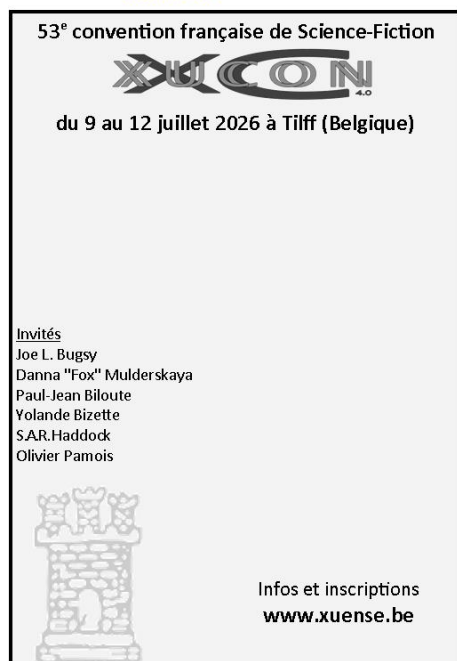 53e convention française de Science-Fiction
XUCON
4.0
du 9 au 12 juillet 2026 à Tilff (Belgique)
Invités
Joe L. Bugsy
Danna "Fox" Mulderskaya
Paul-Jean Biloute
Yolande Bizette
S.A.R.Haddock
Olivier Pamois
Infos et inscriptions
www.xuense.be